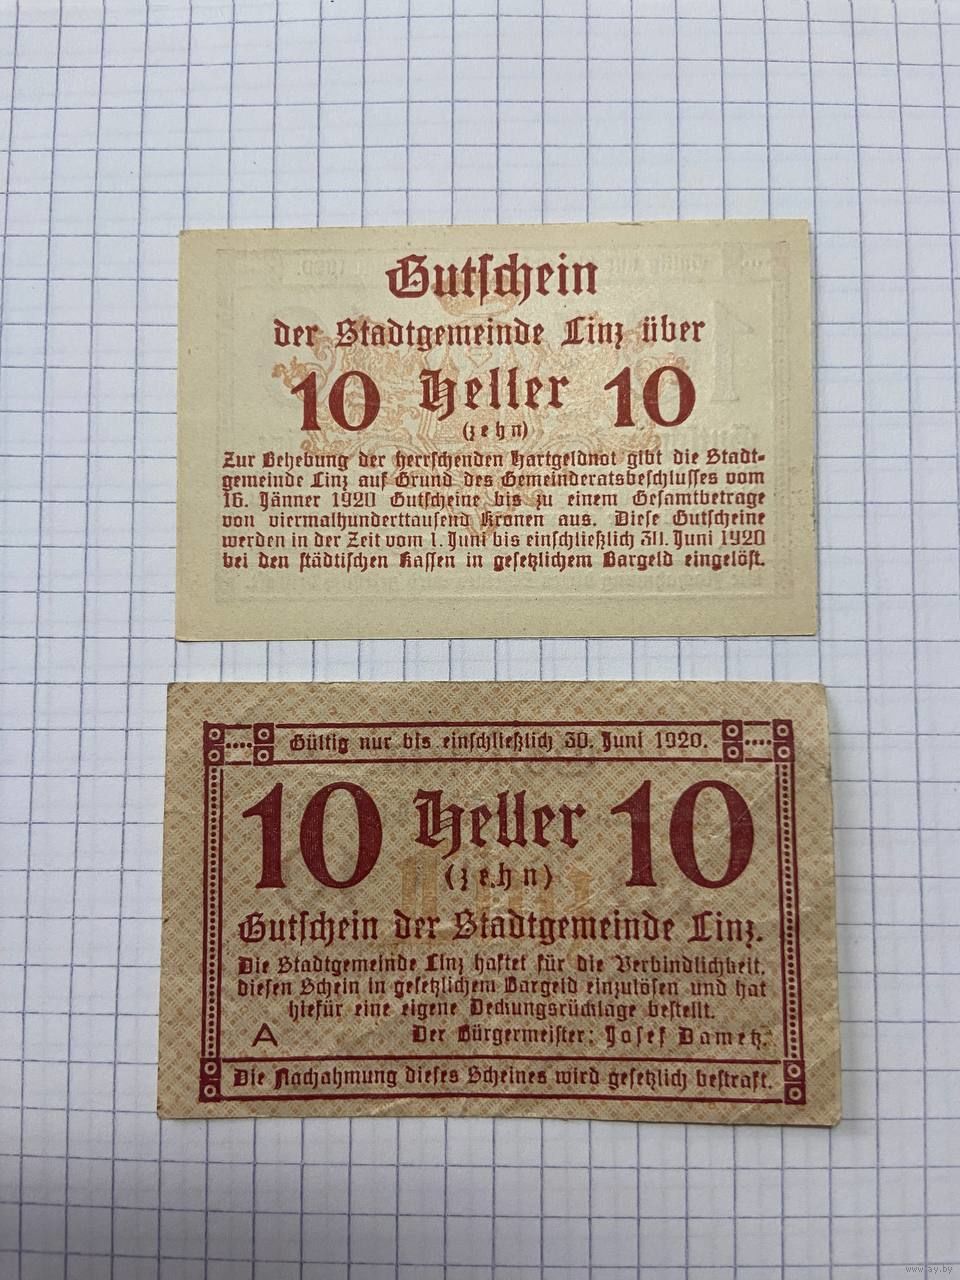 Gutschein
der Stadtgemeinde Linz über
10 Heller 10
(zehn)
Zur Behebung der herrschenden Hartgeldnot gibt die Stadt-
gemeinde Linz auf Grund des Gemeinderatsbeschlusses vom
16. Jänner 1920 Gutscheine bis zu einem Gesamtbetrage
von viermalhunderttausend Kronen aus. Diese Gutscheine
werden in der Zeit vom 1. Juni bis einschließlich 30. Juni 1920
bei den städtischen Kassen in gesetzlichem Bargeld eingelöst.
Gültig nur bis einschließlich 30. Juni 1920.
10 Heller 10
(zehn)
Gutschein der Stadtgemeinde Linz.
Die Stadtgemeinde Linz haftet für die Verbindlichkeit,
diesen Schein in gesetzlichem Bargeld einzulösen und hat
hiefür eine eigene Deckungsrücklage bestellt.
A Der Bürgermeister: Josef Dametz.
Die Nachahmung dieses Scheines wird gesetzlich bestraft.
www.ay.by